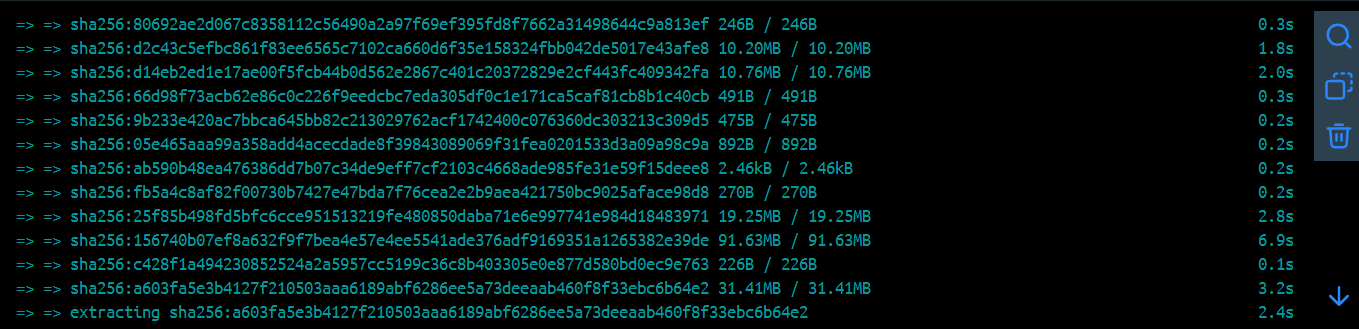 => => sha256:80692ae2d067c8358112c56490a2a97f69ef395fd8f7662a31498644c9a813ef 246B / 246B 0.3s
=> => sha256:d2c43c5efbc861f83ee6565c7102ca660d6f35e158324fbb042de5017e43afe8 10.20MB / 10.20MB 1.8s
=> => sha256:d14eb2ed1e17ae00f5fcb44b0d562e2867c401c20372829e2cf443fc409342fa 10.76MB / 10.76MB 2.0s
=> => sha256:66d98f73acb62e86c0c226f9eedcbc7eda305df0c1e171ca5caf81cb8b1c40cb 491B / 491B 0.3s
=> => sha256:9b233e420ac7bbca645bb82c213029762acf1742400c076360dc303213c309d5 475B / 475B 0.2s
=> => sha256:05e465aaa99a358add4acecdade8f39843089069f31fea0201533d3a09a98c9a 892B / 892B 0.2s
=> => sha256:ab590b48ea476386dd7b07c34de9eff7cf2103c4668ade985fe31e59f15deee8 2.46kB / 2.46kB 0.2s
=> => sha256:fb5a4c8af82f00730b7427e47bda7f76cea2e2b9aea421750bc9025aface98d8 270B / 270B 0.2s
=> => sha256:25f85b498fd5bfc6cce951513219fe480850daba71e6e997741e984d18483971 19.25MB / 19.25MB 2.8s
=> => sha256:156740b07ef8a632f9f7bea4e57e4ee5541ade376adf9169351a1265382e39de 91.63MB / 91.63MB 6.9s
=> => sha256:c428f1a494230852524a2a5957cc5199c36c8b403305e0e877d580bd0ec9e763 226B / 226B 0.1s
=> => sha256:a603fa5e3b4127f210503aaa6189abf6286ee5a73deeaab460f8f33ebc6b64e2 31.41MB / 31.41MB 3.2s
=> => extracting sha256:a603fa5e3b4127f210503aaa6189abf6286ee5a73deeaab460f8f33ebc6b64e2 2.4s